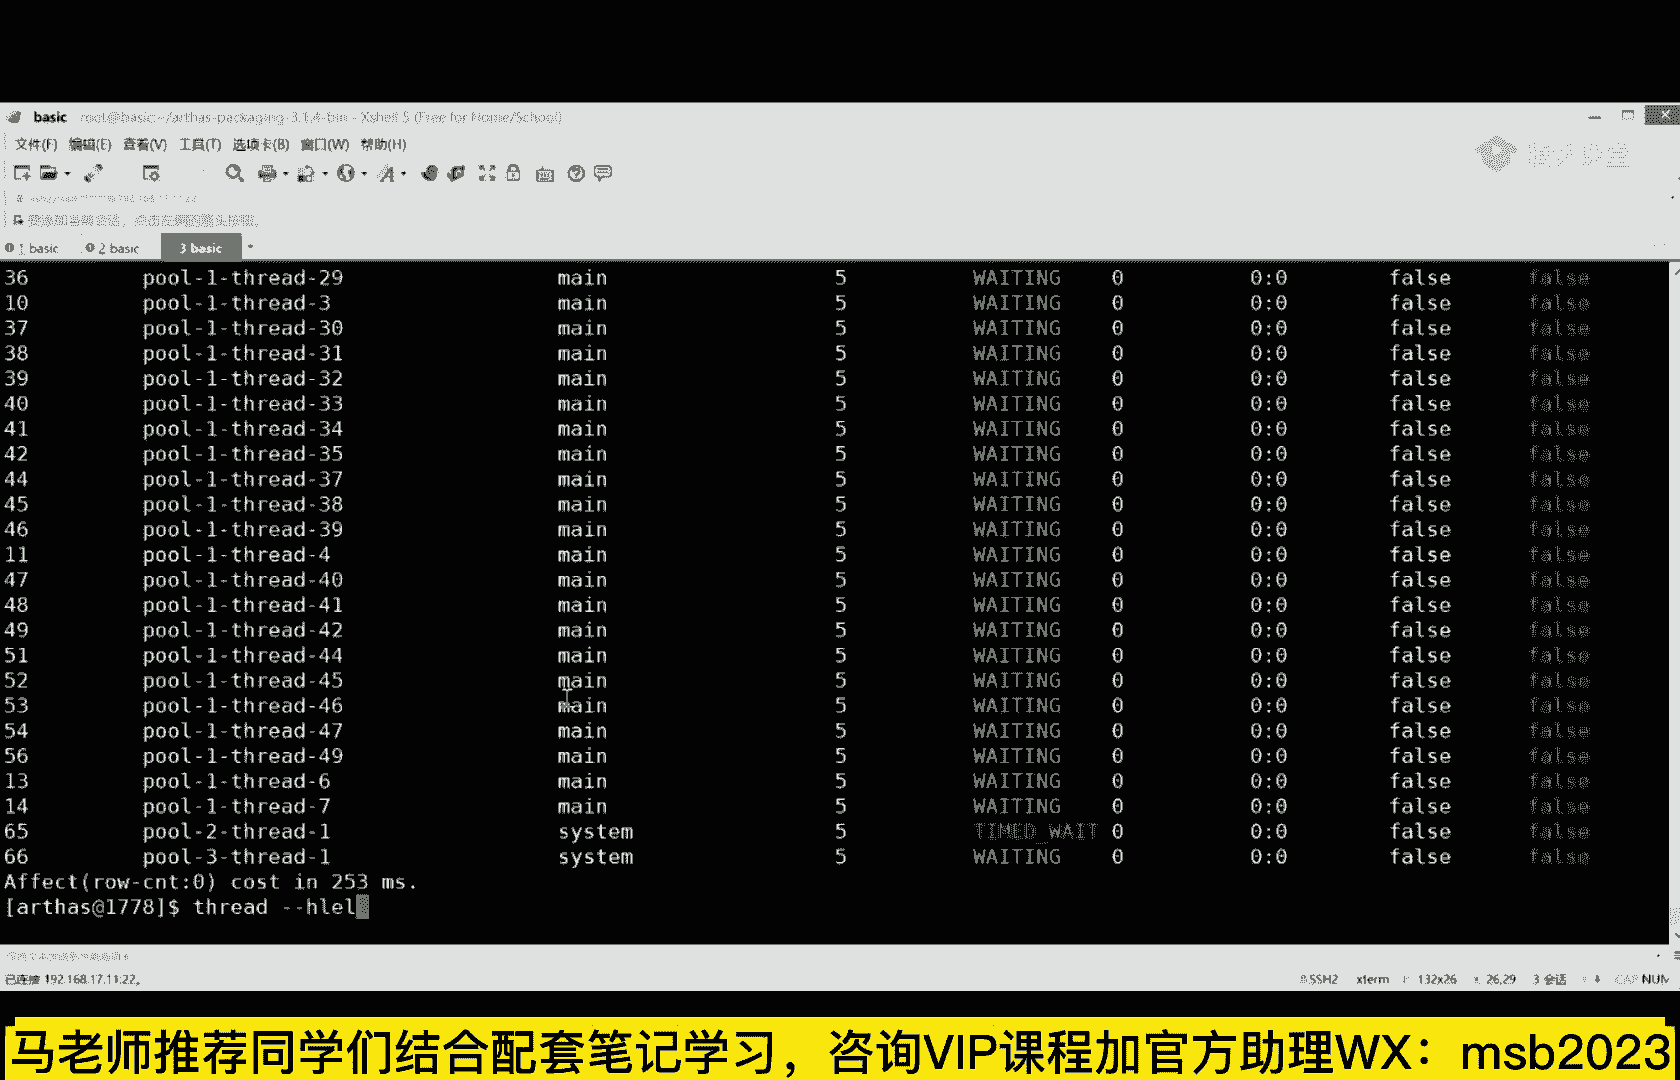 basic root@basic:~/arthas-packaging-3.1.4-bin - Xshell 5 (Free for Home/School)
文件(F) 编辑(E) 查看(V) 工具(T) 选项卡(B) 窗口(W) 帮助(H)
1 basic 2 basic 3 basic
36 pool-1-thread-29 main 5 WAITING 0 0:0 false false
10 pool-1-thread-3 main 5 WAITING 0 0:0 false false
37 pool-1-thread-30 main 5 WAITING 0 0:0 false false
38 pool-1-thread-31 main 5 WAITING 0 0:0 false false
39 pool-1-thread-32 main 5 WAITING 0 0:0 false false
40 pool-1-thread-33 main 5 WAITING 0 0:0 false false
41 pool-1-thread-34 main 5 WAITING 0 0:0 false false
42 pool-1-thread-35 main 5 WAITING 0 0:0 false false
44 pool-1-thread-37 main 5 WAITING 0 0:0 false false
45 pool-1-thread-38 main 5 WAITING 0 0:0 false false
46 pool-1-thread-39 main 5 WAITING 0 0:0 false false
11 pool-1-thread-4 main 5 WAITING 0 0:0 false false
47 pool-1-thread-40 main 5 WAITING 0 0:0 false false
48 pool-1-thread-41 main 5 WAITING 0 0:0 false false
49 pool-1-thread-42 main 5 WAITING 0 0:0 false false
51 pool-1-thread-44 main 5 WAITING 0 0:0 false false
52 pool-1-thread-45 main 5 WAITING 0 0:0 false false
53 pool-1-thread-46 main 5 WAITING 0 0:0 false false
54 pool-1-thread-47 main 5 WAITING 0 0:0 false false
56 pool-1-thread-49 main 5 WAITING 0 0:0 false false
13 pool-1-thread-6 main 5 WAITING 0 0:0 false false
14 pool-1-thread-7 main 5 WAITING 0 0:0 false false
65 pool-2-thread-1 system 5 TIMED_WAIT 0 0:0 false false
66 pool-3-thread-1 system 5 WAITING 0 0:0 false false
Affect(row-cnt:0) cost in 253 ms.
[arthas@1778]$ thread --hlel
已连接 192.168.17.11:22。 SSH2 xterm 132x26 26,29 3 会话 CAP NUM
马老师推荐同学们结合配套笔记学习，咨询VIP课程加官方助理WX：msb2023